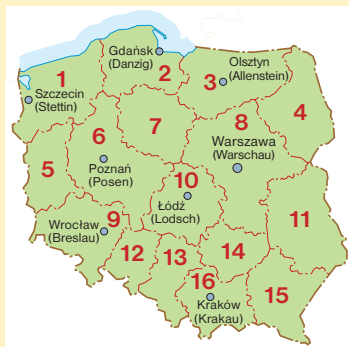 Gdańsk
(Danzig)
1
2
3
Olsztyn
(Allenstein)
Szczecin
(Stettin)
4
6
7
8
Warszawa
(Warschau)
5
Poznań
(Posen)
10
Łódź
(Lodsch)
9
Wrocław
(Breslau)
11
12
13
14
16
Kraków
(Krakau)
15